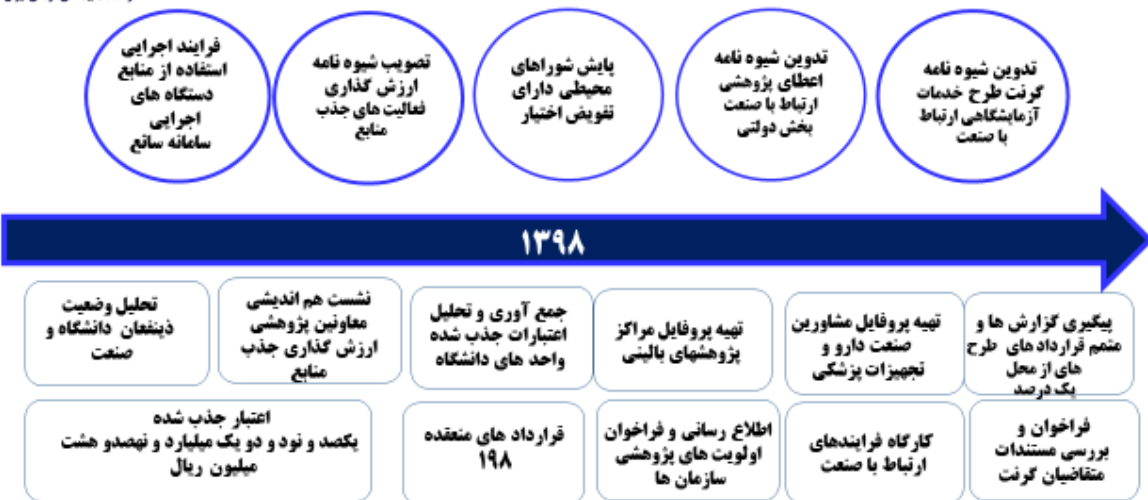 تدوین شیوه نامه
گرنت طرح خدمات
آزمایشگاهی ارتباط
با صنعت
تدوین شیوه نامه
اعطای پژوهشی
ارتباط با صنعت
بخش دولتی
پایش شوراهای
محیطی دارای
تفویض اختیار
تصویب شیوه نامه
ارزش گذاری
فعالیت های جذب
منابع
فرایند اجرایی
استفاده از منابع
دستگاه های
اجرایی
سامانه ساتع
۱۳۹۸
پیگیری گزارش ها و
متمم قراردادهای طرح
های از محل
یک درصد
تهیه پروفایل مشاورین
صنعت دارو و
تجهیزات پزشکی
تهیه پروفایل مراکز
پژوهشهای بالینی
جمع آوری و تحلیل
اعتبارات جذب شده
واحد های دانشگاه
نشست هم اندیشی
معاونین پژوهشی
ارزش گذاری جذب
منابع
تحلیل وضعیت
ذینفعان دانشگاه و
صنعت
فراخوان و
بررسی مستندات
متقاضیان گرنت
کارگاه فرایندهای
ارتباط با صنعت
اطلاع رسانی و فراخوان
اولویت های پژوهشی
سازمان ها
قرارداد های منعقده
۱۹۸
اعتبار جذب شده
یکصد و نود و دو یک میلیارد و نهصدو هشت
میلیون ریال